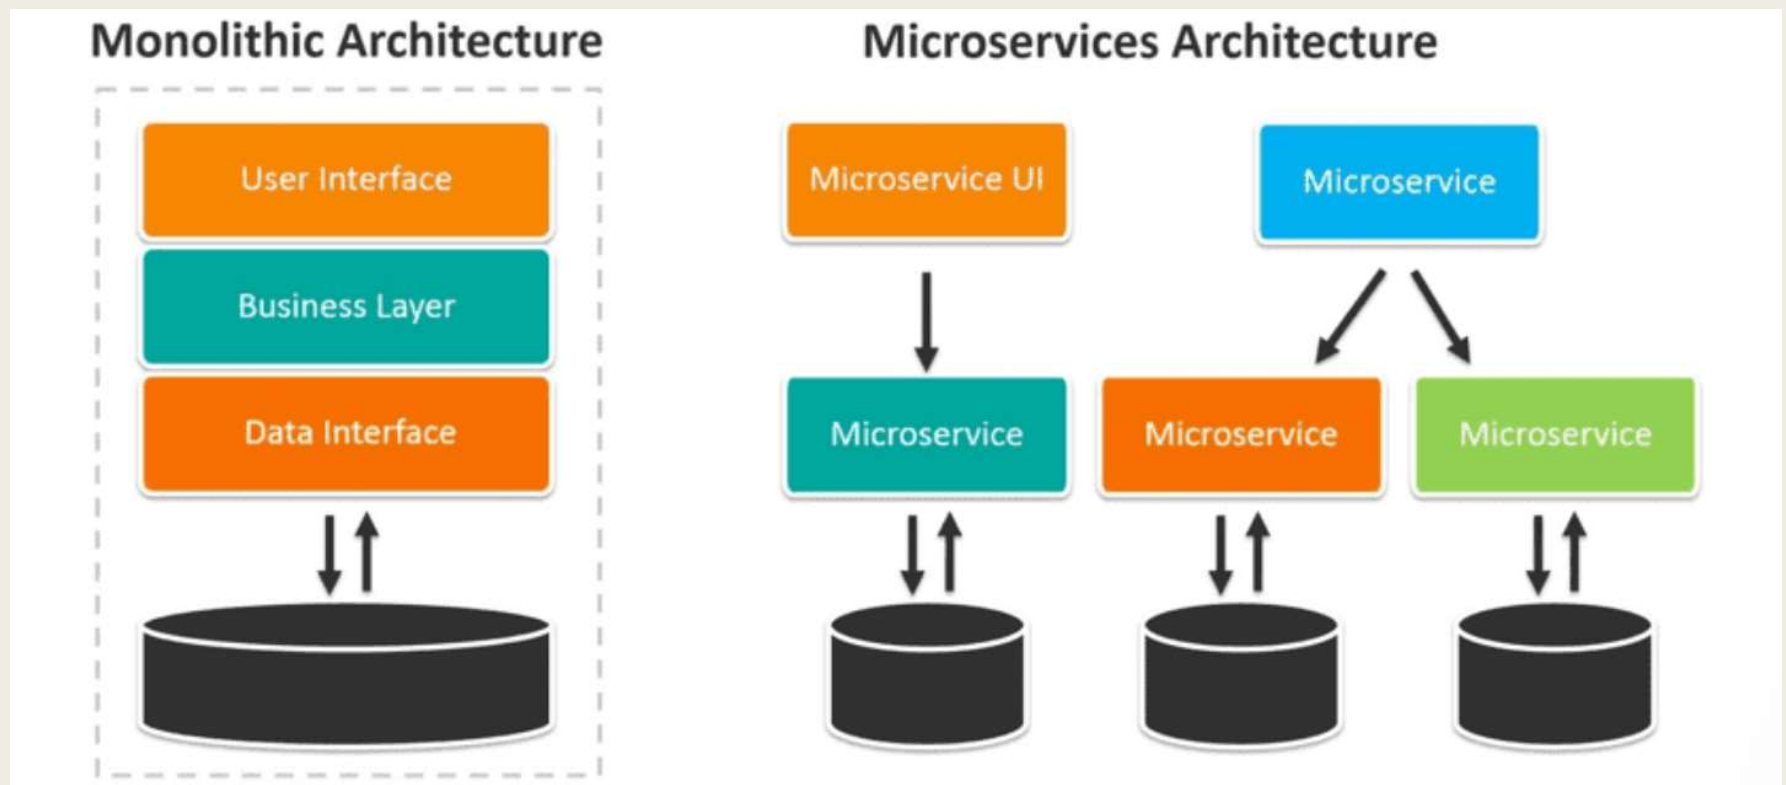 Monolithic Architecture
User Interface
Business Layer
Data Interface
Microservices Architecture
Microservice UI
Microservice
Microservice
Microservice
Microservice